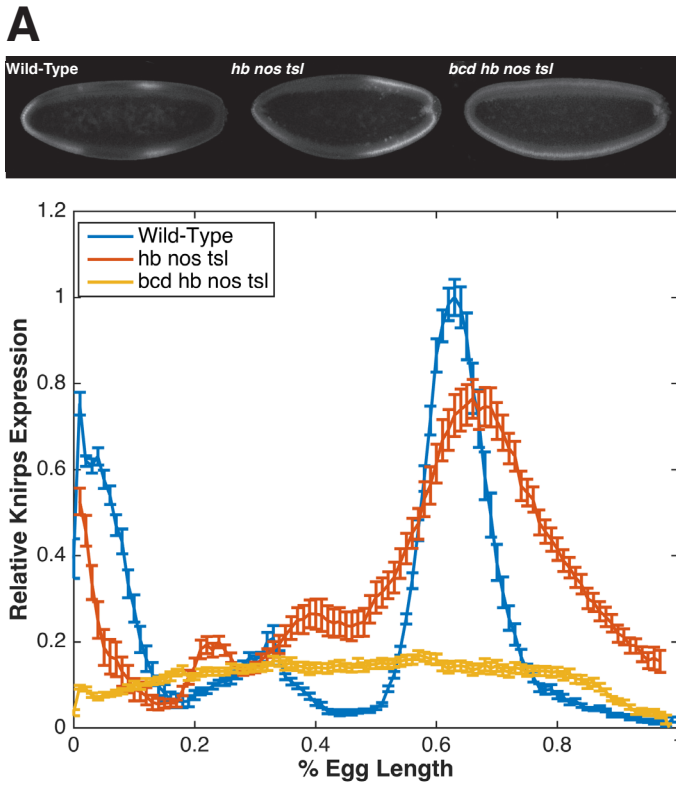 A
Wild-Type hb nos tsl bcd hb nos tsl
1.2
1
0.8
0.6
0.4
0.2
0
Relative Knirps Expression
Wild-Type
hb nos tsl
bcd hb nos tsl
0 0.2 0.4 0.6 0.8
% Egg Length